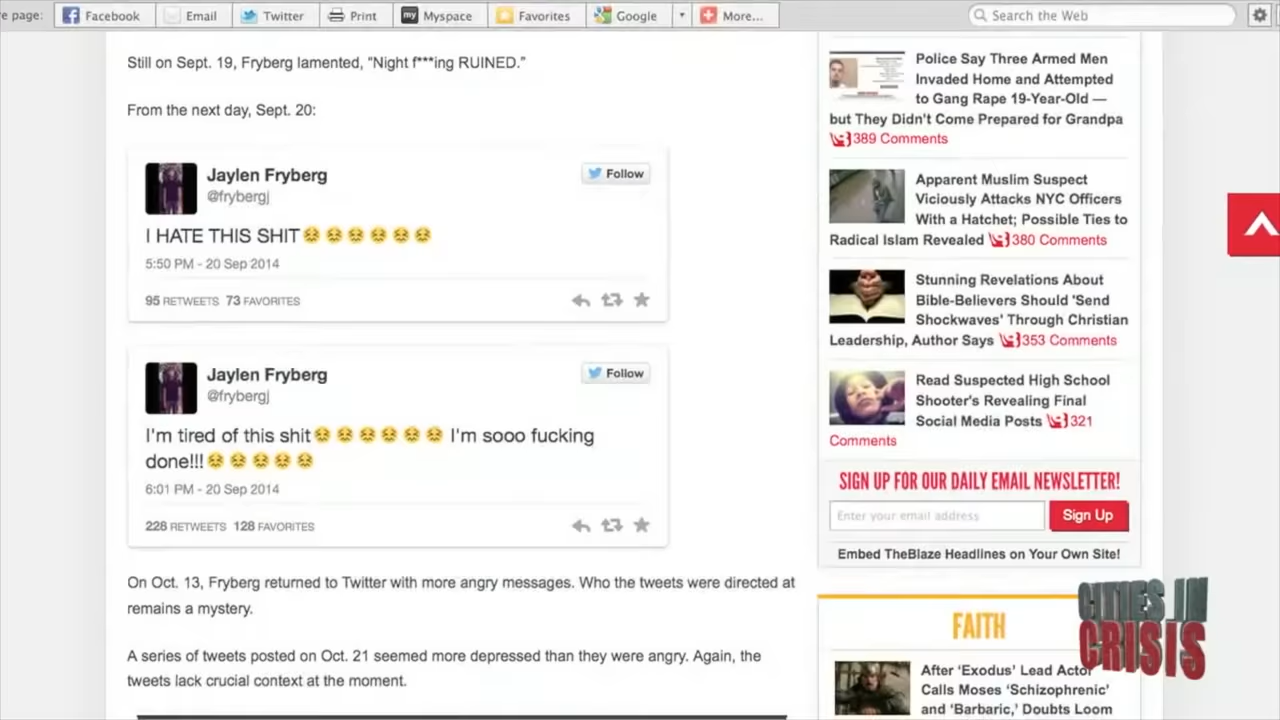 e page:
Facebook
Email
Twitter
Print
my
Myspace
Favorites
Google
More...
Search the Web
Still on Sept. 19, Fryberg lamented, “Night f***ing RUINED.”
From the next day, Sept. 20:
Jaylen Fryberg
@frybergj
Follow
I HATE THIS SHIT😣😣😣😣😣😣
5:50 PM - 20 Sep 2014
95 RETWEETS 73 FAVORITES
Jaylen Fryberg
@frybergj
Follow
I'm tired of this shit😣😣😣😣😣😣 I'm sooo fucking
done!!!😣😣😣😣😣
6:01 PM - 20 Sep 2014
228 RETWEETS 128 FAVORITES
On Oct. 13, Fryberg returned to Twitter with more angry messages. Who the tweets were directed at
remains a mystery.
A series of tweets posted on Oct. 21 seemed more depressed than they were angry. Again, the
tweets lack crucial context at the moment.
Police Say Three Armed Men
Invaded Home and Attempted
to Gang Rape 19-Year-Old —
but They Didn't Come Prepared for Grandpa
389 Comments
Apparent Muslim Suspect
Viciously Attacks NYC Officers
With a Hatchet; Possible Ties to
Radical Islam Revealed 380 Comments
Stunning Revelations About
Bible-Believers Should 'Send
Shockwaves' Through Christian
Leadership, Author Says 353 Comments
Read Suspected High School
Shooter's Revealing Final
Social Media Posts 321
Comments
SIGN UP FOR OUR DAILY EMAIL NEWSLETTER!
Enter your email address
Sign Up
Embed TheBlaze Headlines on Your Own Site!
FAITH
After ‘Exodus’ Lead Actor
Calls Moses ‘Schizophrenic’
and ‘Barbaric,’ Doubts Loom
CITIES IN
CRISIS